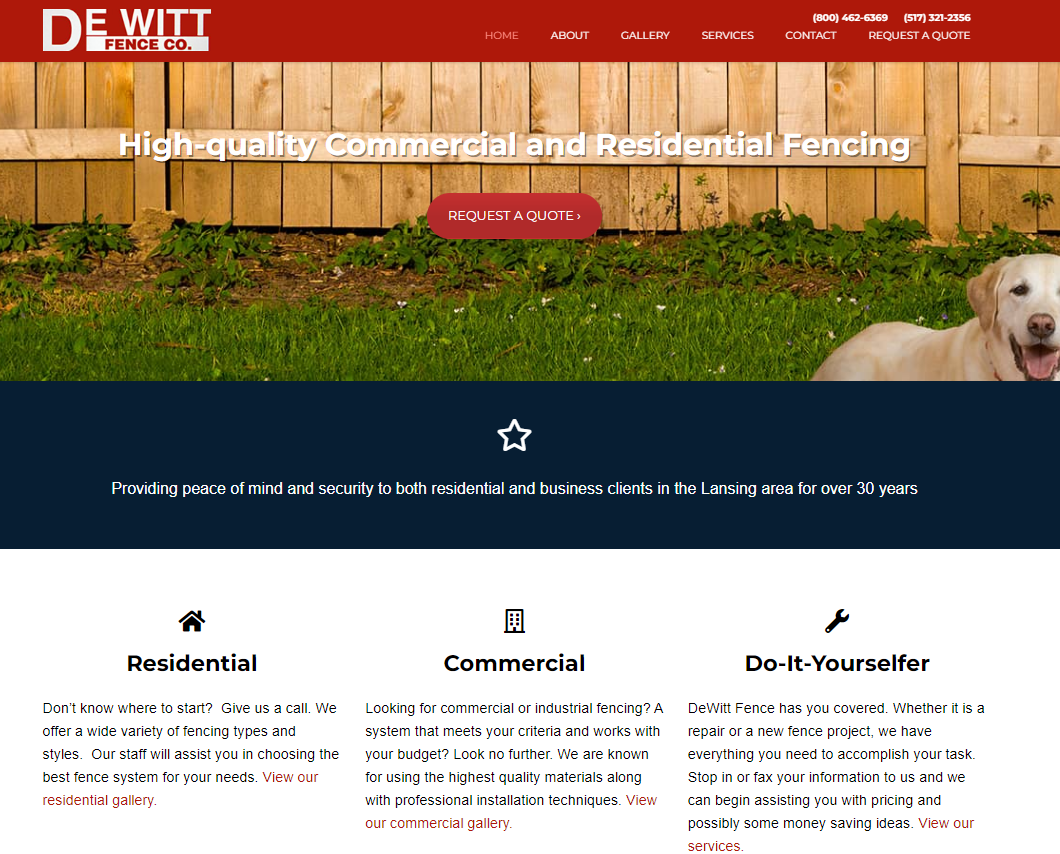 DE WITT
FENCE CO.
(800) 462-6369 (517) 321-2356
HOME ABOUT GALLERY SERVICES CONTACT REQUEST A QUOTE
High-quality Commercial and Residential Fencing
REQUEST A QUOTE ›
Providing peace of mind and security to both residential and business clients in the Lansing area for over 30 years
Residential
Don't know where to start?  Give us a call. We
offer a wide variety of fencing types and
styles.  Our staff will assist you in choosing the
best fence system for your needs. View our
residential gallery.
Commercial
Looking for commercial or industrial fencing? A
system that meets your criteria and works with
your budget? Look no further. We are known
for using the highest quality materials along
with professional installation techniques. View
our commercial gallery.
Do-It-Yourselfer
DeWitt Fence has you covered. Whether it is a
repair or a new fence project, we have
everything you need to accomplish your task.
Stop in or fax your information to us and we
can begin assisting you with pricing and
possibly some money saving ideas. View our
services.